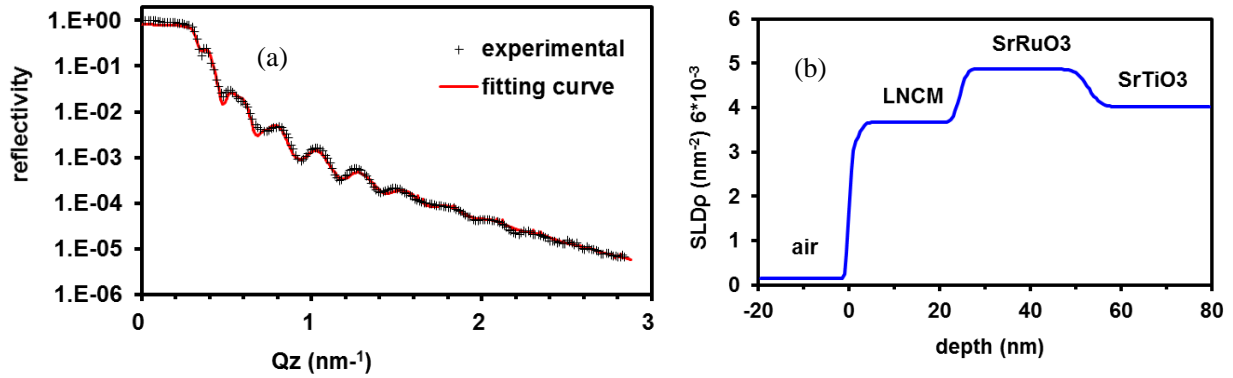 (a)
experimental
fitting curve
reflectivity
1.E+00
1.E-01
1.E-02
1.E-03
1.E-04
1.E-05
1.E-06
0 1 2 3
Qz (nm-1)
(b)
SrRuO3
SrTiO3
LNCM
air
SLDp (nm-2) 6*10-3
6
5
4
3
2
1
0
-20 0 20 40 60 80
depth (nm)